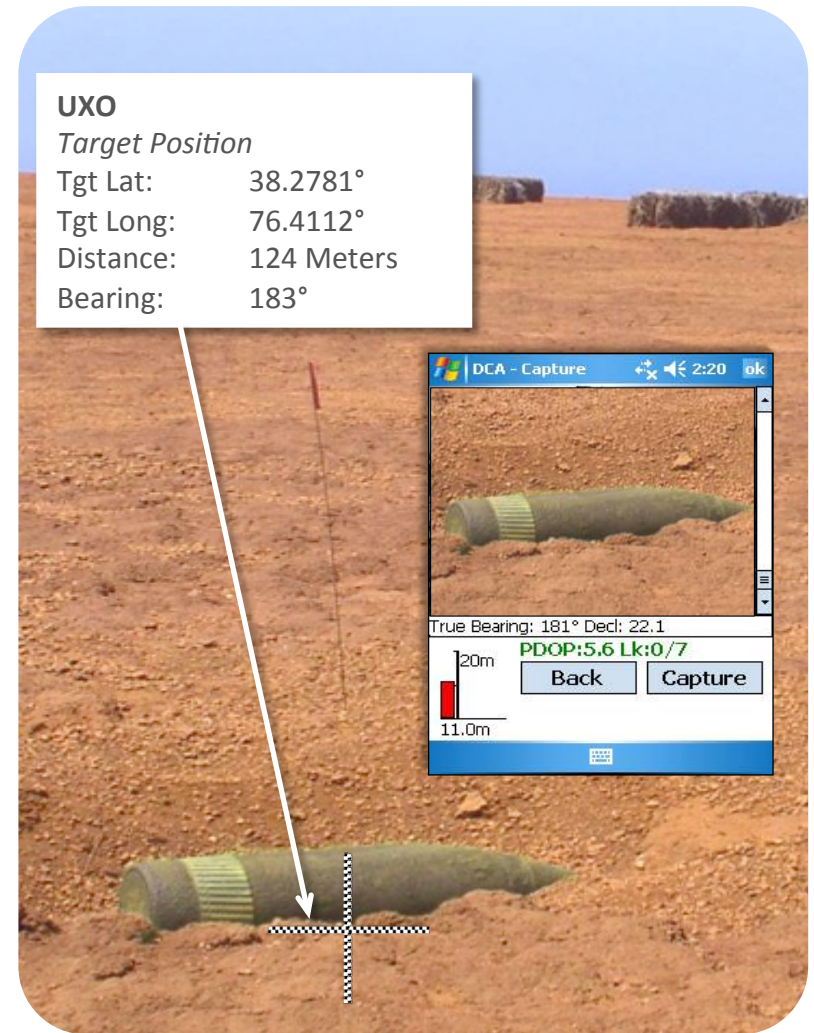 UXO
Target Position
Tgt Lat: 38.2781°
Tgt Long: 76.4112°
Distance: 124 Meters
Bearing: 183°
DCA - Capture 2:20 ok
True Bearing: 181° Decl: 22.1
20m
PDOP:5.6 Lk:0/7
Back Capture
11.0m